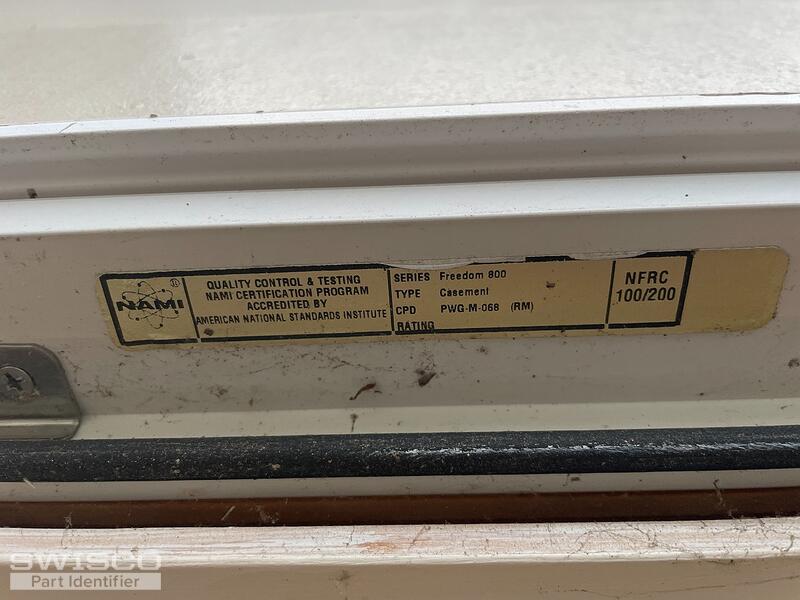 NAMI
QUALITY CONTROL & TESTING
NAMI CERTIFICATION PROGRAM
ACCREDITED BY
AMERICAN NATIONAL STANDARDS INSTITUTE
SERIES Freedom 800
TYPE Casement
CPD PWG-M-068 (RM)
RATING
NFRC
100/200
SWISCO
Part Identifier